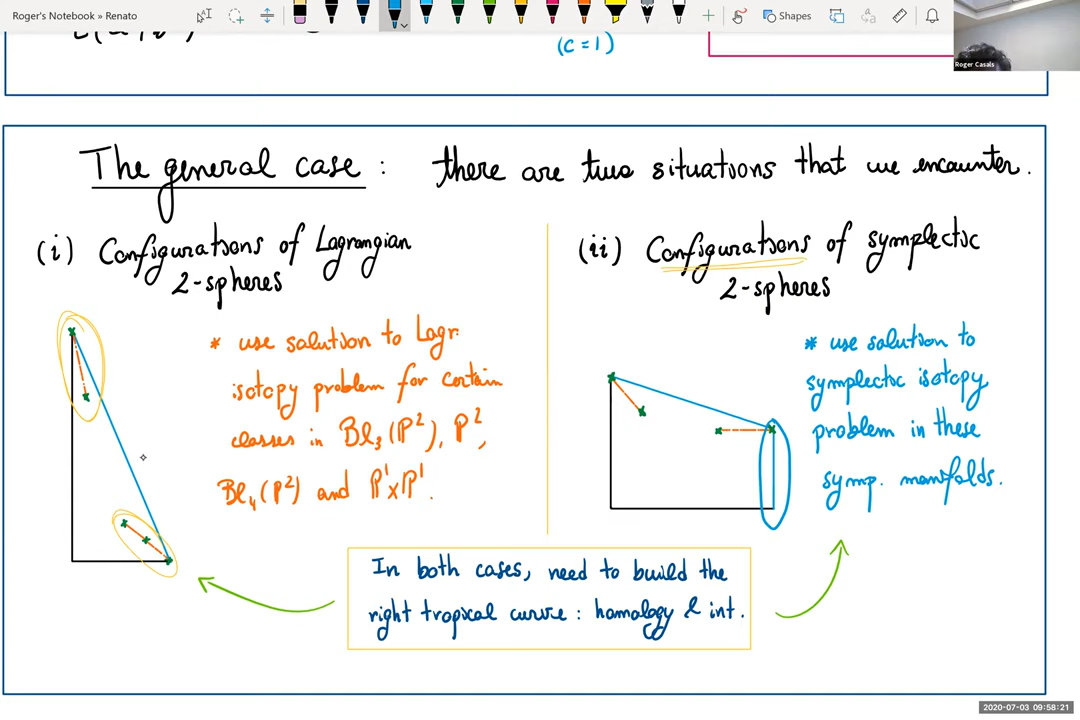 Roger's Notebook » Renato
Shapes
Roger Casals
(c = 1)
The general case : there are two situations that we encounter.
(i) Configurations of Lagrangian
2-spheres
* use solution to Lagr.
isotopy problem for certain
classes in Bl₃(P²), P²,
Bl₄(P²) and P¹×P¹.
(ii) Configurations of symplectic
2-spheres
* use solution to
symplectic isotopy
problem in these
symp. manifolds.
In both cases, need to build the
right tropical curve : homology & int.
2020-07-03 09:58:21